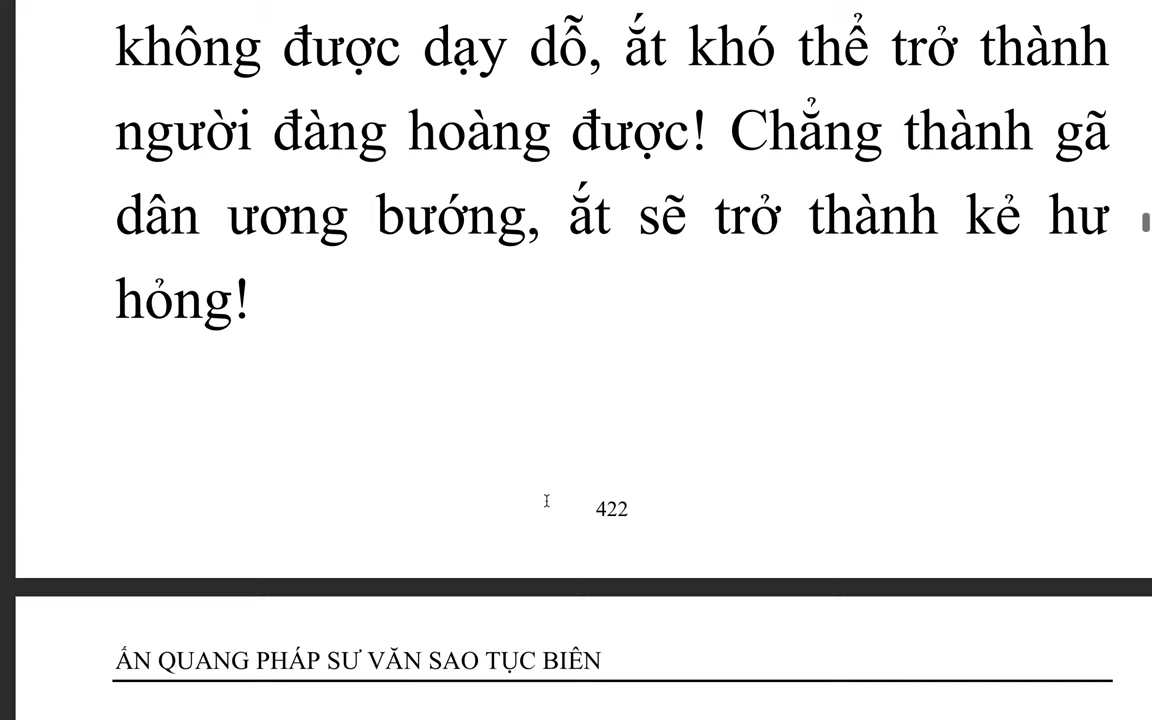 không được dạy dỗ, ắt khó thể trở thành
người đàng hoàng được! Chẳng thành gã
dân ương bướng, ắt sẽ trở thành kẻ hư
hỏng!
422
ẤN QUANG PHÁP SƯ VĂN SAO TỤC BIÊN